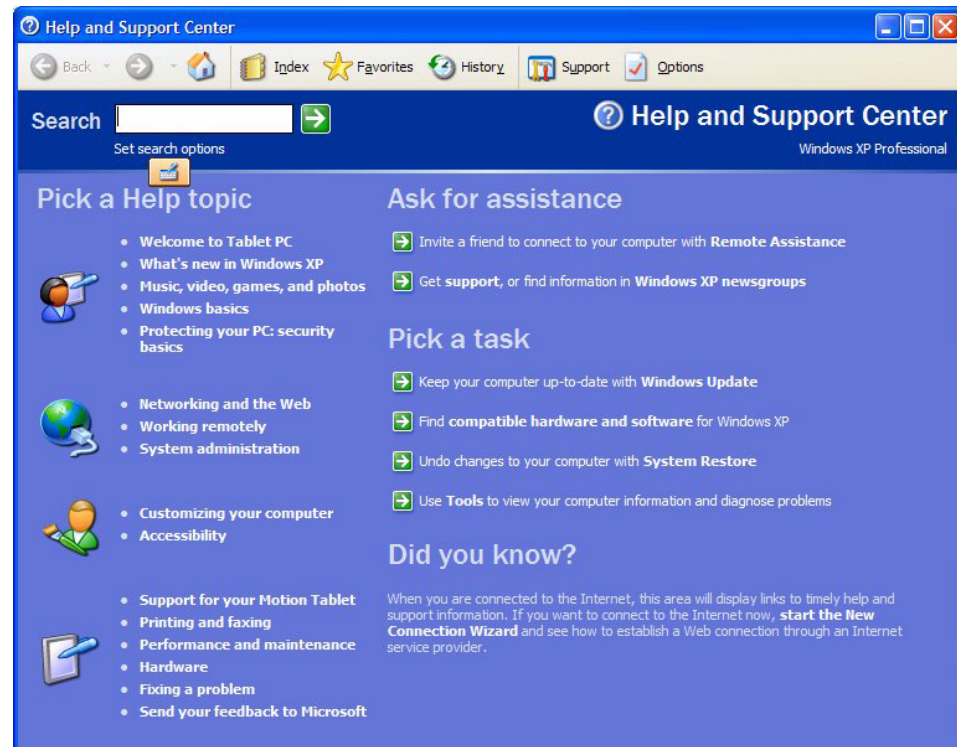 Help and Support Center
Back
Index
Favorites
History
Support
Options
Search
Help and Support Center
Set search options
Windows XP Professional
Pick a Help topic
Welcome to Tablet PC
What's new in Windows XP
Music, video, games, and photos
Windows basics
Protecting your PC: security
basics
Networking and the Web
Working remotely
System administration
Customizing your computer
Accessibility
Support for your Motion Tablet
Printing and faxing
Performance and maintenance
Hardware
Fixing a problem
Send your feedback to Microsoft
Ask for assistance
Invite a friend to connect to your computer with Remote Assistance
Get support, or find information in Windows XP newsgroups
Pick a task
Keep your computer up-to-date with Windows Update
Find compatible hardware and software for Windows XP
Undo changes to your computer with System Restore
Use Tools to view your computer information and diagnose problems
Did you know?
When you are connected to the Internet, this area will display links to timely help and
support information. If you want to connect to the Internet now, start the New
Connection Wizard and see how to establish a Web connection through an Internet
service provider.